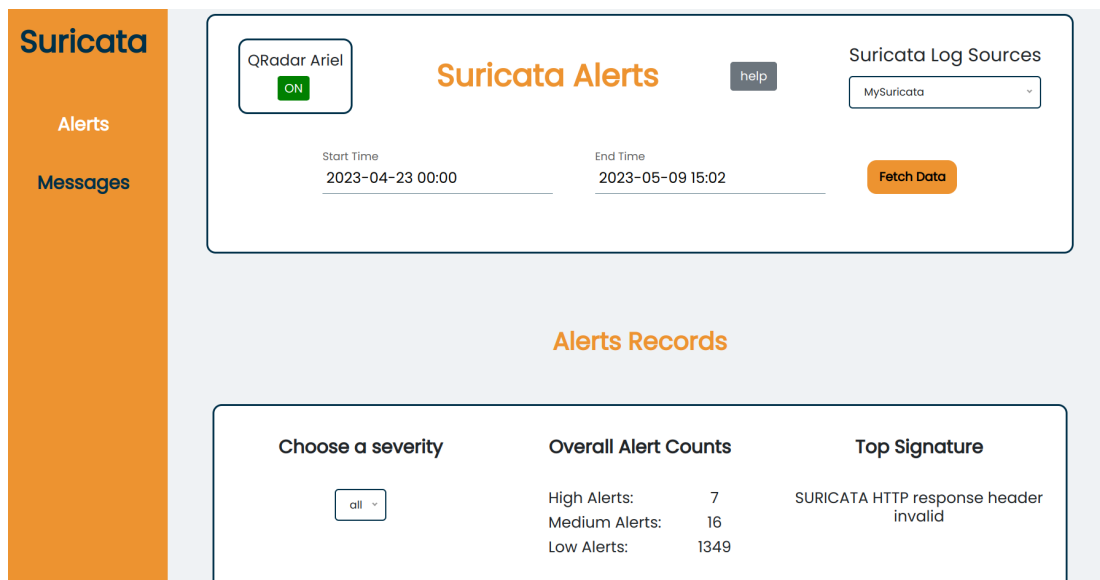 Suricata
Alerts
Messages
QRadar Ariel
ON
Suricata Alerts
help
Suricata Log Sources
MySuricata
Start Time
2023-04-23 00:00
End Time
2023-05-09 15:02
Fetch Data
Alerts Records
Choose a severity
all
Overall Alert Counts
High Alerts: 7
Medium Alerts: 16
Low Alerts: 1349
Top Signature
SURICATA HTTP response header
invalid